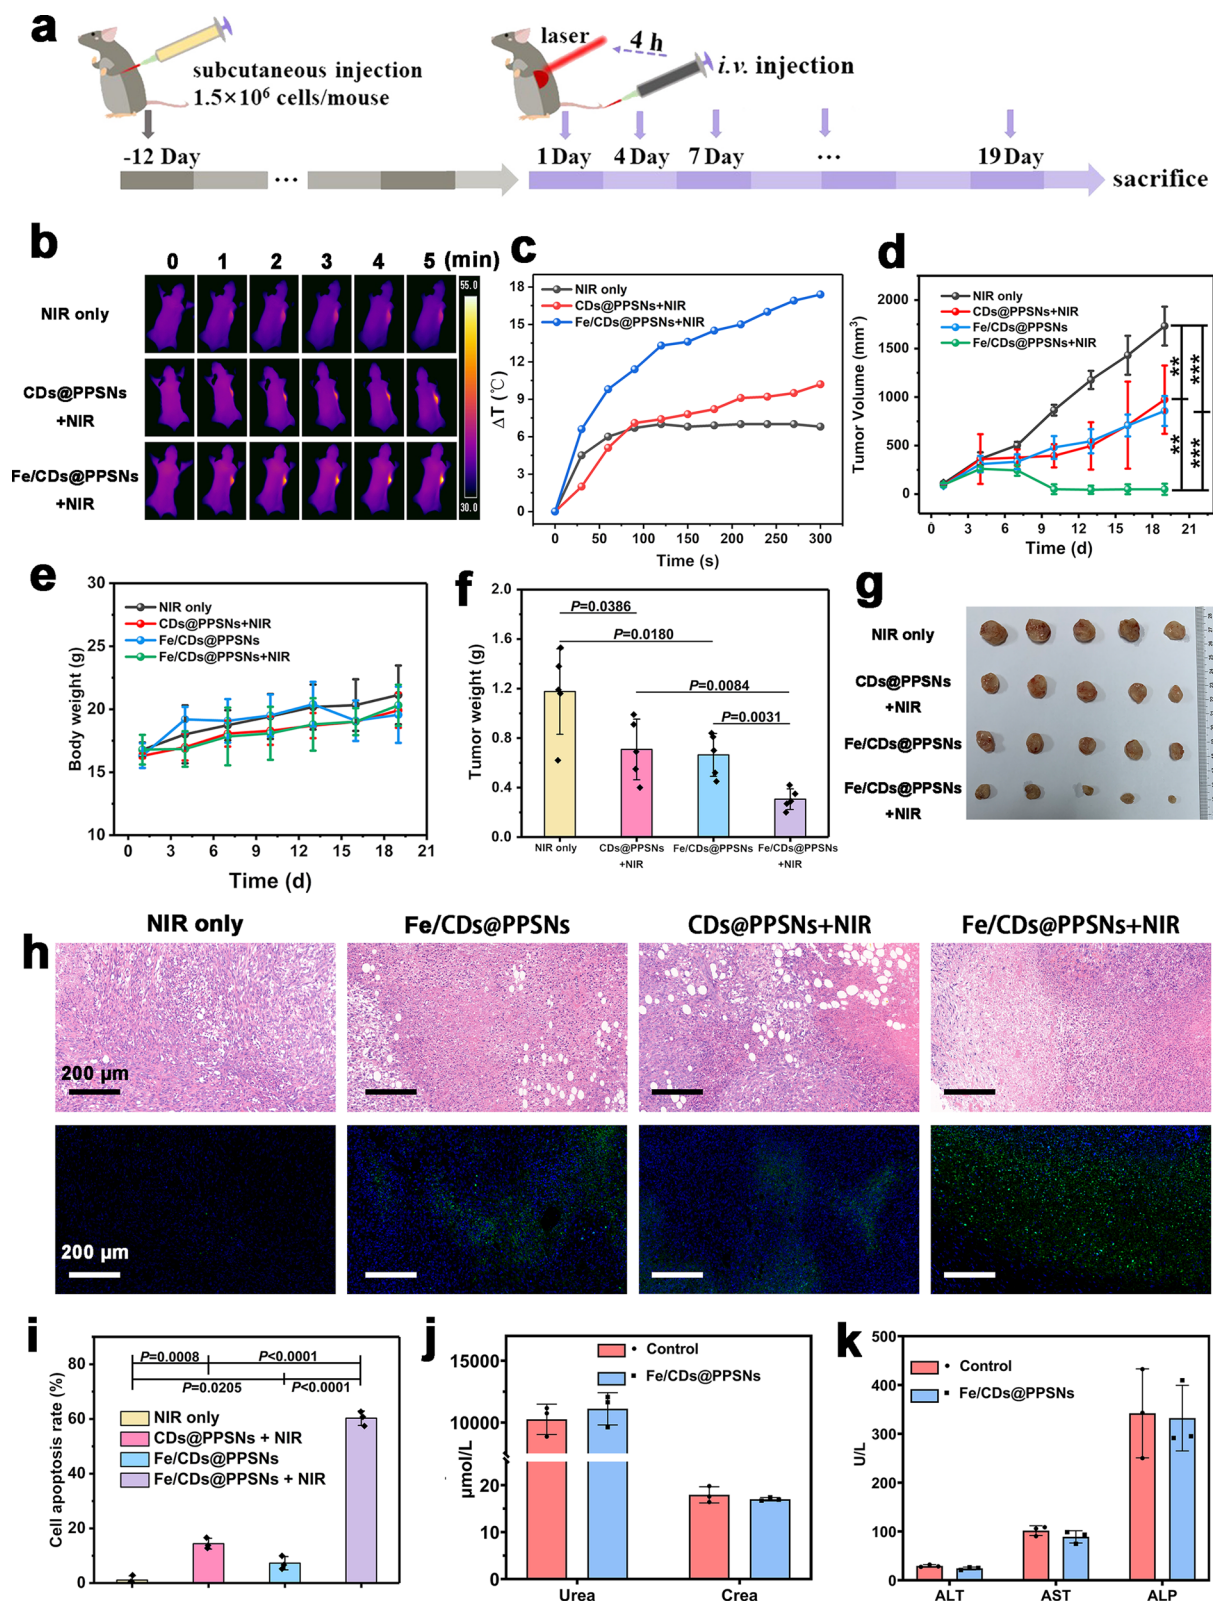 a
subcutaneous injection
1.5×10⁶ cells/mouse
laser
4 h
i.v. injection
-12 Day
...
1 Day
4 Day
7 Day
...
19 Day
sacrifice
b
0 1 2 3 4 5 (min)
NIR only
CDs@PPSNs
+NIR
Fe/CDs@PPSNs
+NIR
55.0
30.0
c
NIR only
CDs@PPSNs+NIR
Fe/CDs@PPSNs+NIR
ΔT (℃)
18
15
12
9
6
3
0
0 50 100 150 200 250 300
Time (s)
d
NIR only
CDs@PPSNs+NIR
Fe/CDs@PPSNs
Fe/CDs@PPSNs+NIR
Tumor Volume (mm³)
2000
1500
1000
500
0
0 3 6 9 12 15 18 21
Time (d)
**
***
**
***
e
NIR only
CDs@PPSNs+NIR
Fe/CDs@PPSNs
Fe/CDs@PPSNs+NIR
Body weight (g)
30
25
20
15
10
0 3 6 9 12 15 18 21
Time (d)
f
Tumor weight (g)
2.0
1.6
1.2
0.8
0.4
0.0
P=0.0386
P=0.0180
P=0.0084
P=0.0031
NIR only
CDs@PPSNs
+NIR
Fe/CDs@PPSNs
Fe/CDs@PPSNs
+NIR
g
NIR only
CDs@PPSNs
+NIR
Fe/CDs@PPSNs
Fe/CDs@PPSNs
+NIR
h
NIR only
Fe/CDs@PPSNs
CDs@PPSNs+NIR
Fe/CDs@PPSNs+NIR
200 μm
200 μm
i
Cell apoptosis rate (%)
80
60
40
20
0
P=0.0008
P<0.0001
P=0.0205
P<0.0001
NIR only
CDs@PPSNs + NIR
Fe/CDs@PPSNs
Fe/CDs@PPSNs + NIR
j
Control
Fe/CDs@PPSNs
μmol/L
15000
10000
20
10
0
Urea
Crea
k
Control
Fe/CDs@PPSNs
U/L
500
400
300
200
100
0
ALT
AST
ALP